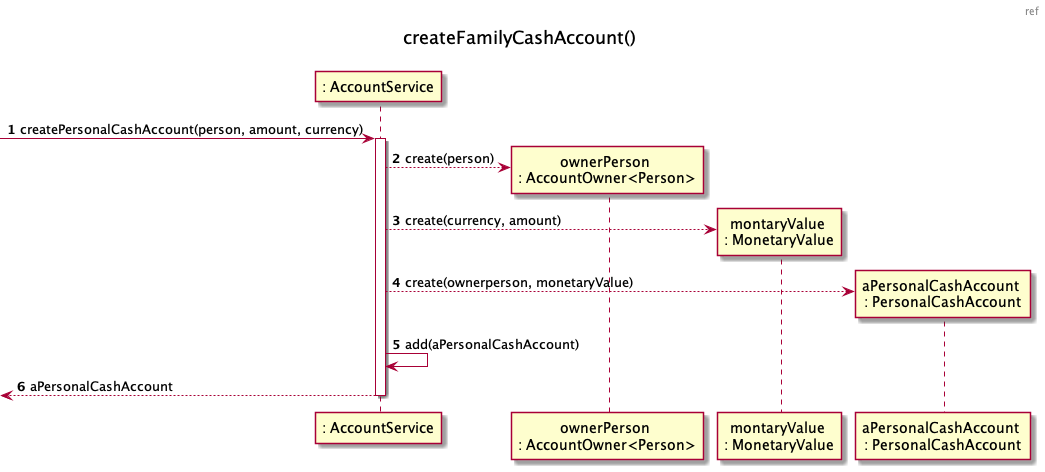 ref
createFamilyCashAccount()
: AccountService
1 createPersonalCashAccount(person, amount, currency)
2 create(person)
ownerPerson
: AccountOwner<Person>
3 create(currency, amount)
montaryValue
: MonetaryValue
4 create(ownerperson, monetaryValue)
aPersonalCashAccount
: PersonalCashAccount
5 add(aPersonalCashAccount)
6 aPersonalCashAccount
: AccountService
ownerPerson
: AccountOwner<Person>
montaryValue
: MonetaryValue
aPersonalCashAccount
: PersonalCashAccount